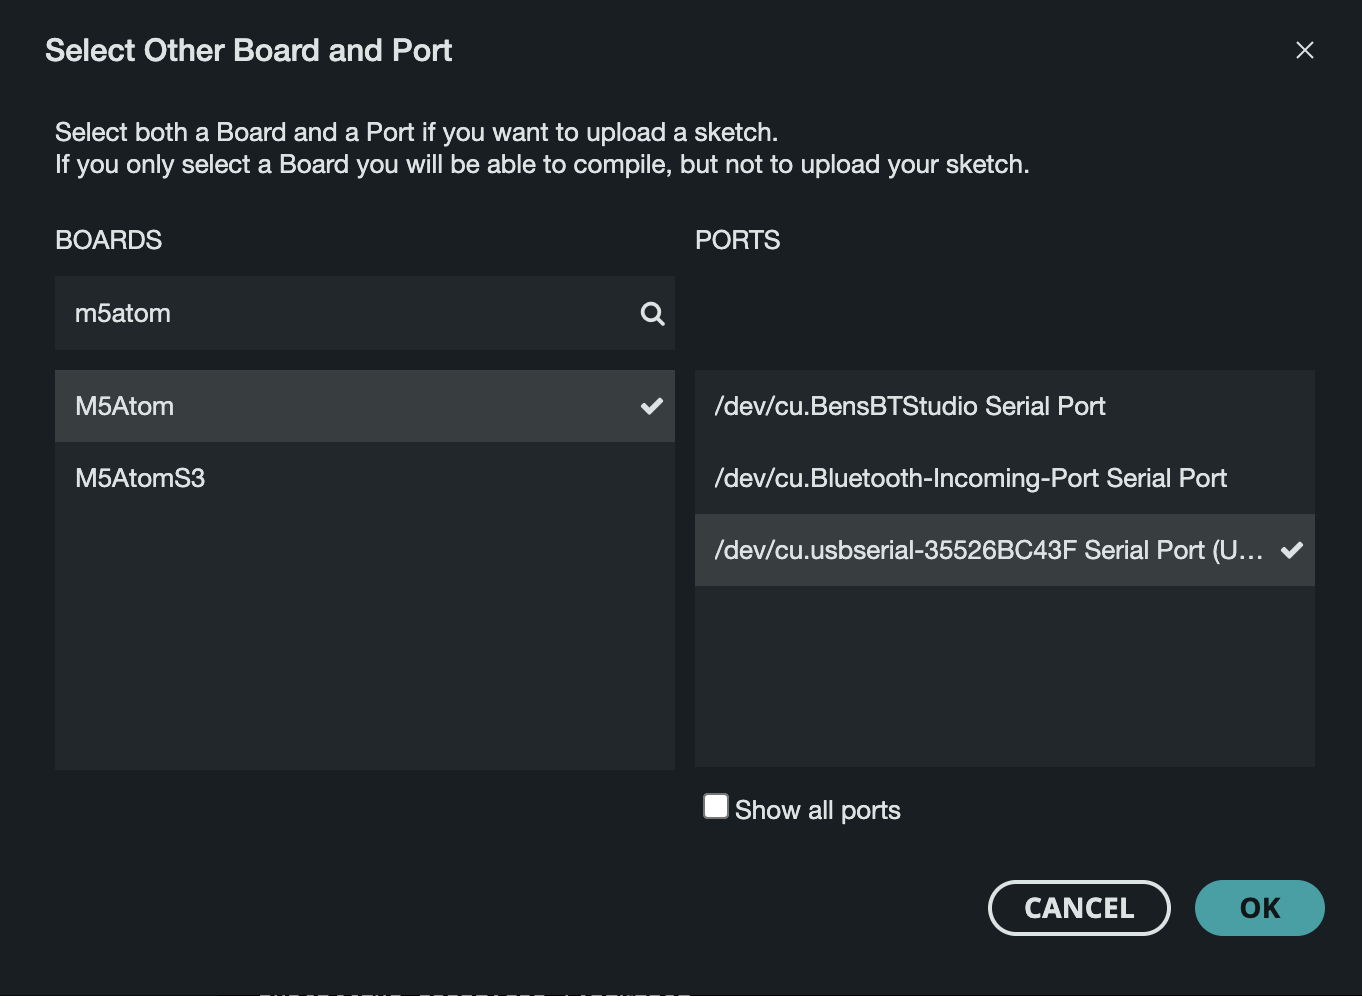 Select Other Board and Port
Select both a Board and a Port if you want to upload a sketch.
If you only select a Board you will be able to compile, but not to upload your sketch.
BOARDS
PORTS
m5atom
M5Atom
M5AtomS3
/dev/cu.BensBTStudio Serial Port
/dev/cu.Bluetooth-Incoming-Port Serial Port
/dev/cu.usbserial-35526BC43F Serial Port (U...
Show all ports
CANCEL
OK